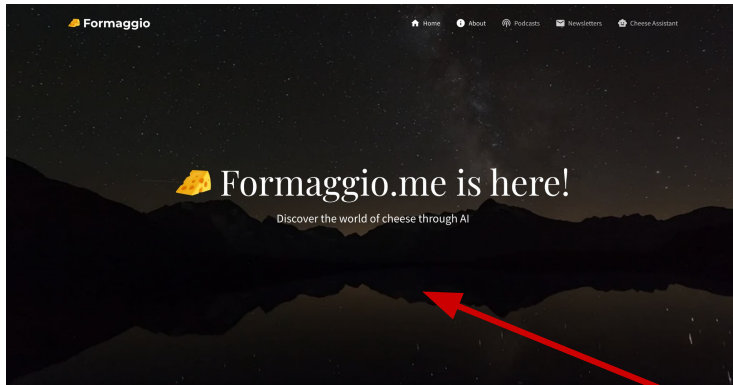 Formaggio
Home About Podcasts Newsletters Cheese Assistant
Formaggio.me is here!
Discover the world of cheese through AI